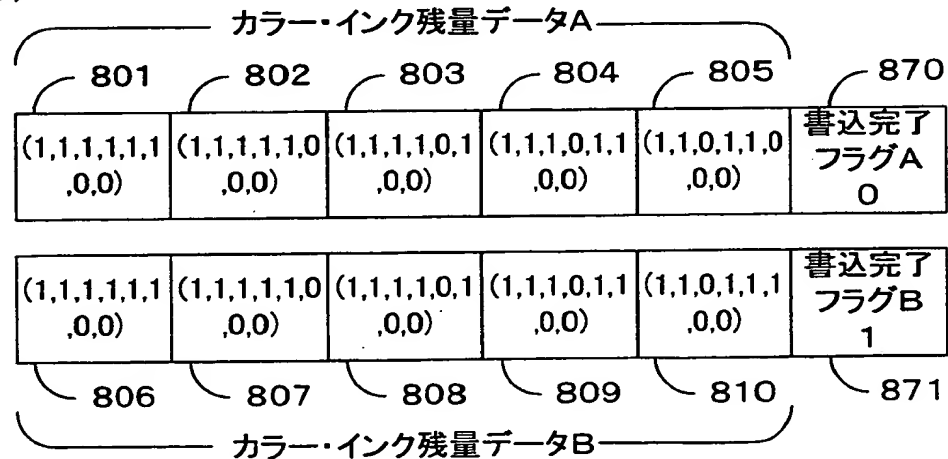 カラー・インク残量データA
801 802 803 804 805 870
(1,1,1,1,1,1 (1,1,1,1,1,0 (1,1,1,1,0,1 (1,1,1,0,1,1 (1,1,0,1,1,0 書込完了
,0,0) ,0,0) ,0,0) ,0,0) ,0,0) フラグA
0
(1,1,1,1,1,1 (1,1,1,1,1,0 (1,1,1,1,0,1 (1,1,1,0,1,1 (1,1,0,1,1,1 書込完了
,0,0) ,0,0) ,0,0) ,0,0) ,0,0) フラグB
1
806 807 808 809 810 871
カラー・インク残量データB